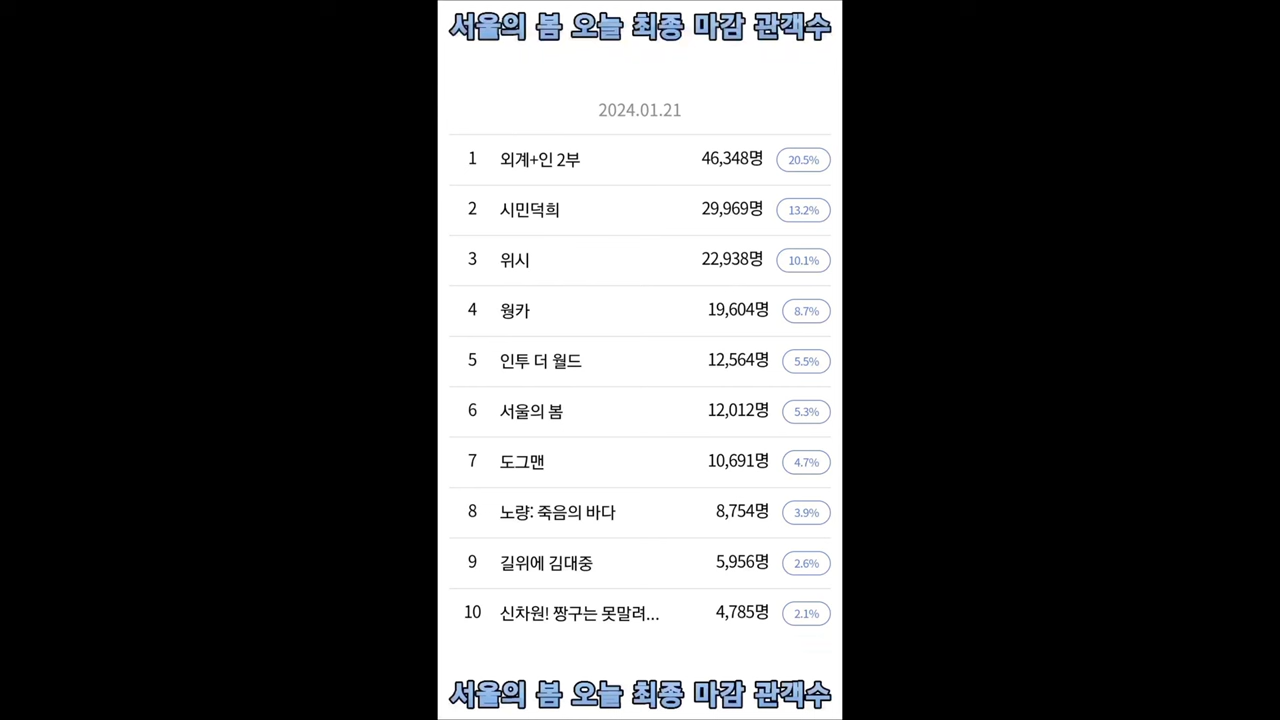 서울의 봄 오늘 최종 마감 관객수
2024.01.21
1 외계+인 2부 46,348명 20.5%
2 시민덕희 29,969명 13.2%
3 위시 22,938명 10.1%
4 웡카 19,604명 8.7%
5 인투 더 월드 12,564명 5.5%
6 서울의 봄 12,012명 5.3%
7 도그맨 10,691명 4.7%
8 노량: 죽음의 바다 8,754명 3.9%
9 길위에 김대중 5,956명 2.6%
10 신차원! 짱구는 못말려... 4,785명 2.1%
서울의 봄 오늘 최종 마감 관객수